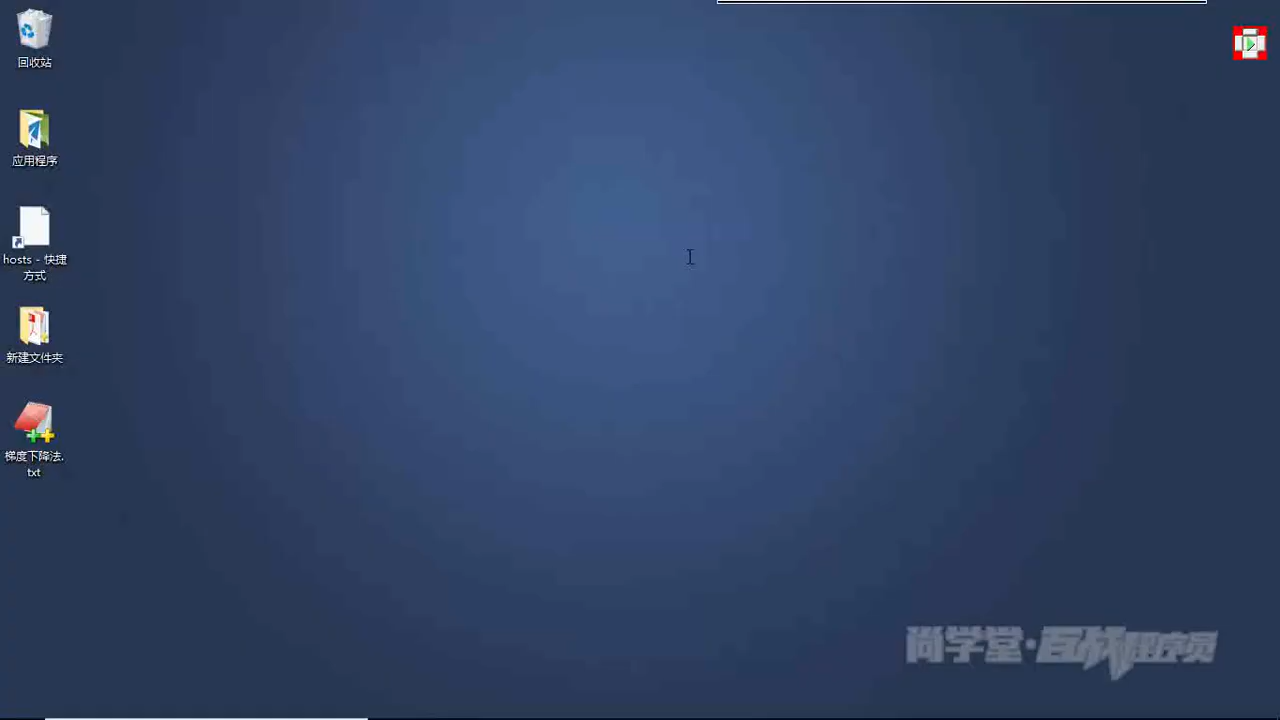 回收站
应用程序
hosts - 快捷
方式
新建文件夹
梯度下降法.
txt
尚学堂·百战程序员